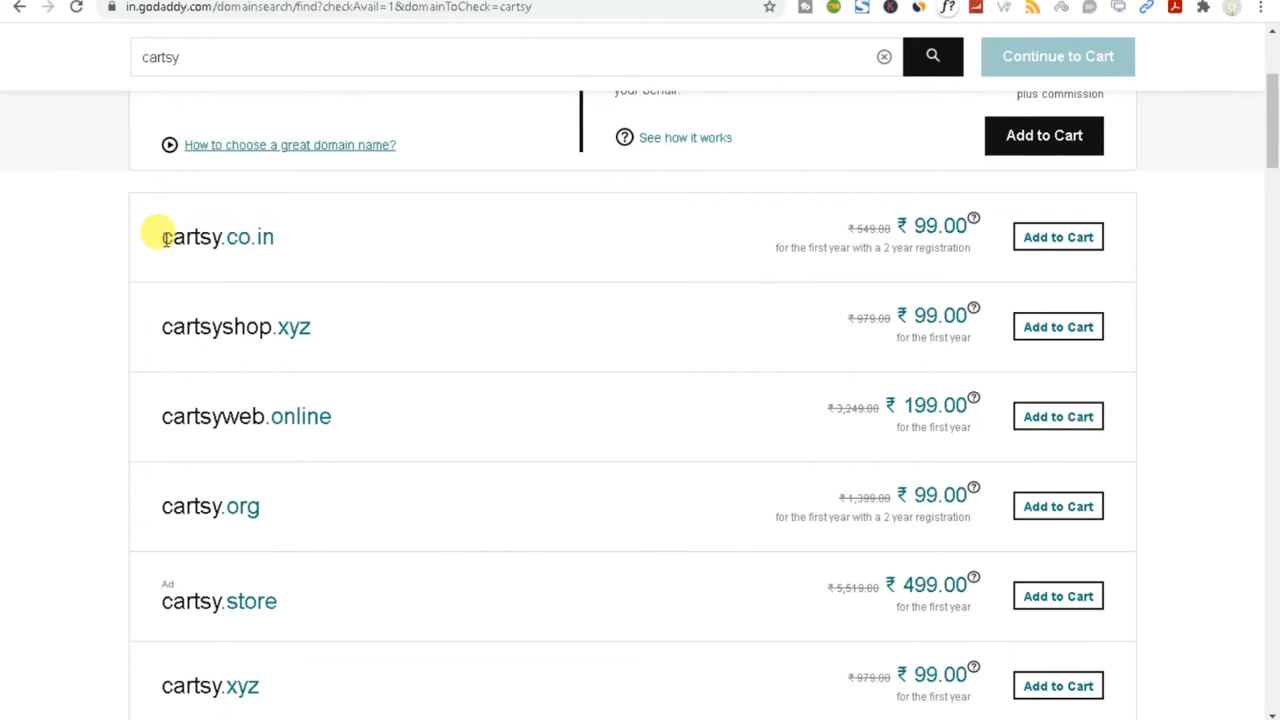 in.godaddy.com/domainsearch/find?checkAvail=1&domainToCheck=cartsy
cartsy
Continue to Cart
your behalf.
plus commission
How to choose a great domain name?
See how it works
Add to Cart
cartsy.co.in
₹ 549.00 ₹ 99.00
for the first year with a 2 year registration
Add to Cart
cartsyshop.xyz
₹ 979.00 ₹ 99.00
for the first year
Add to Cart
cartsyweb.online
₹ 3,249.00 ₹ 199.00
for the first year
Add to Cart
cartsy.org
₹ 1,399.00 ₹ 99.00
for the first year with a 2 year registration
Add to Cart
Ad
cartsy.store
₹ 5,519.00 ₹ 499.00
for the first year
Add to Cart
cartsy.xyz
₹ 979.00 ₹ 99.00
for the first year
Add to Cart